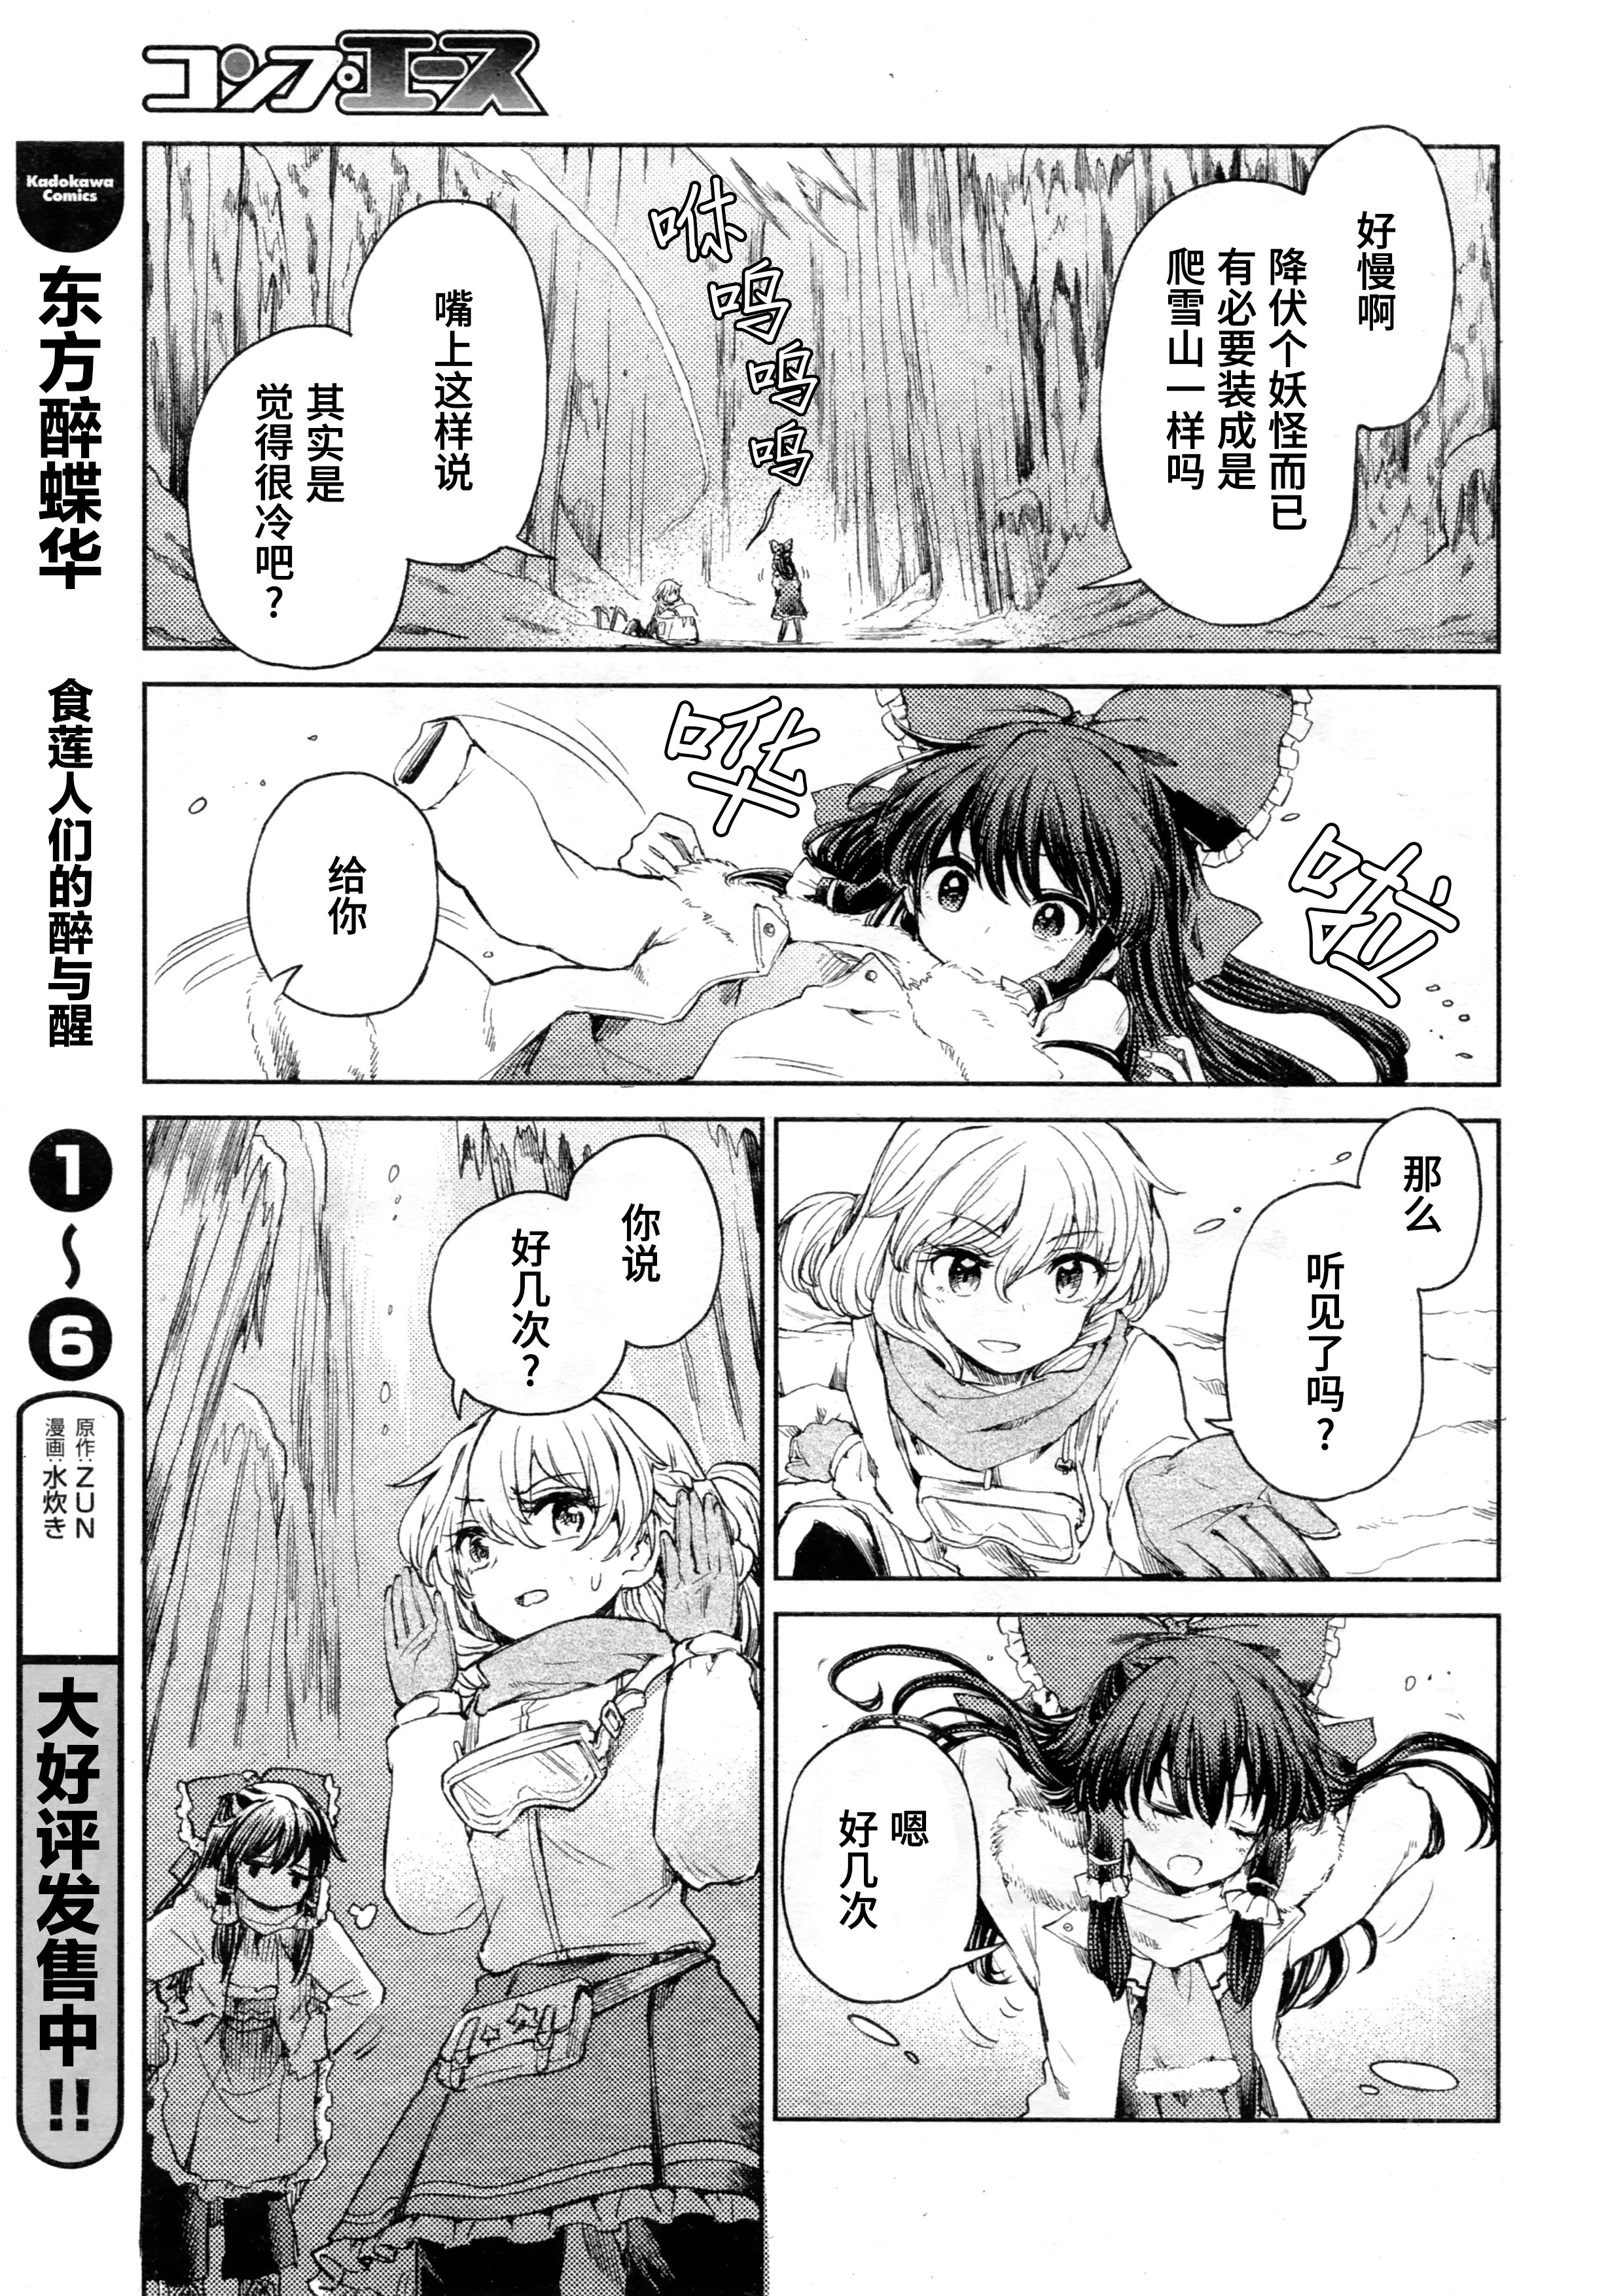 コンプエース
好慢啊
降伏个妖怪而已
有必要装成是
爬雪山一样吗
咻
呜
呜
呜
嘴上这样说
其实是
觉得很冷吧？
哗
啦
给你
那么
听见了吗？
嗯
好几次
你说
好几次？
Kadokawa
Comics
东方醉蝶华
食莲人们的醉与醒
1～6
原作：ZUN
漫画：水炊き
大好评发售中!!